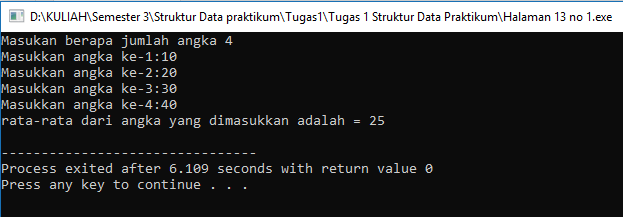 D:\KULIAH\Semester 3\Struktur Data praktikum\Tugas1\Tugas 1 Struktur Data Praktikum\Halaman 13 no 1.exe
Masukan berapa jumlah angka 4
Masukkan angka ke-1:10
Masukkan angka ke-2:20
Masukkan angka ke-3:30
Masukkan angka ke-4:40
rata-rata dari angka yang dimasukkan adalah = 25
--------------------------------
Process exited after 6.109 seconds with return value 0
Press any key to continue . . .